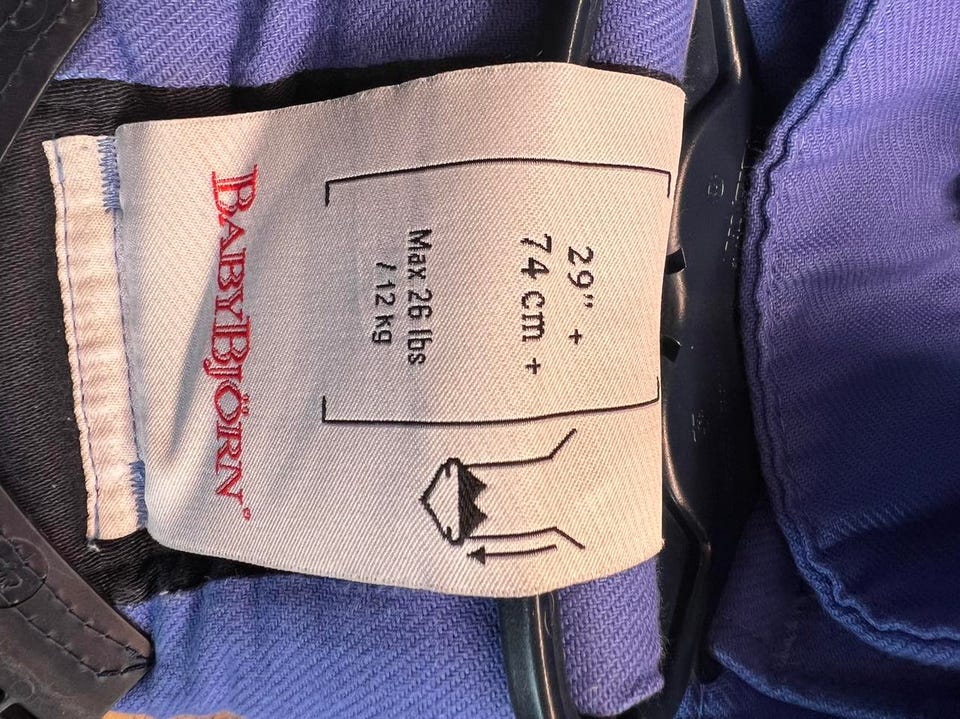 29" +
74 cm +
Max 26 lbs
/ 12 kg
BABYBJÖRN®